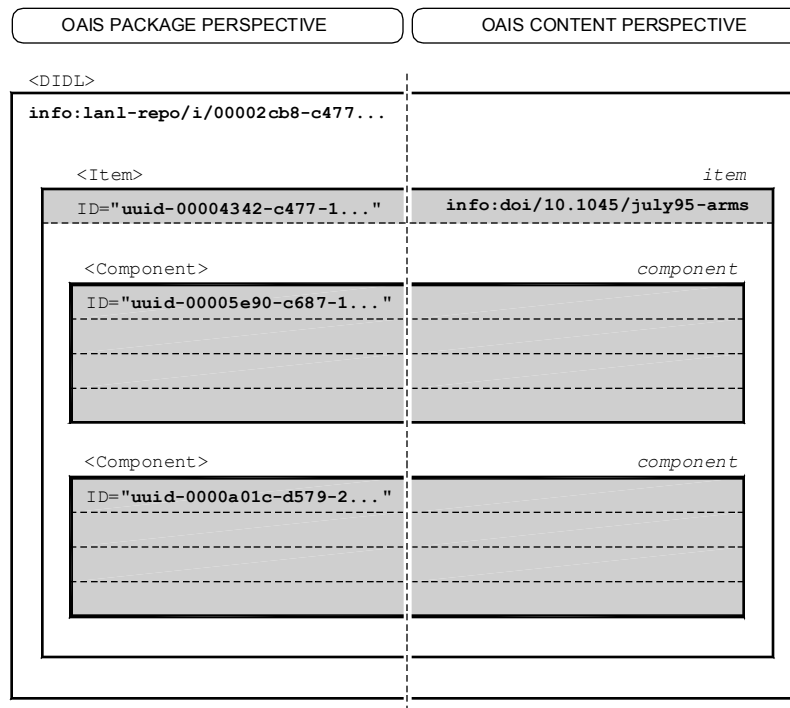 OAIS PACKAGE PERSPECTIVE OAIS CONTENT PERSPECTIVE
<DIDL>
info:lanl-repo/i/00002cb8-c477...
<Item> item
ID="uuid-00004342-c477-1..." info:doi/10.1045/july95-arms
<Component> component
ID="uuid-00005e90-c687-1..."
<Component> component
ID="uuid-0000a01c-d579-2..."